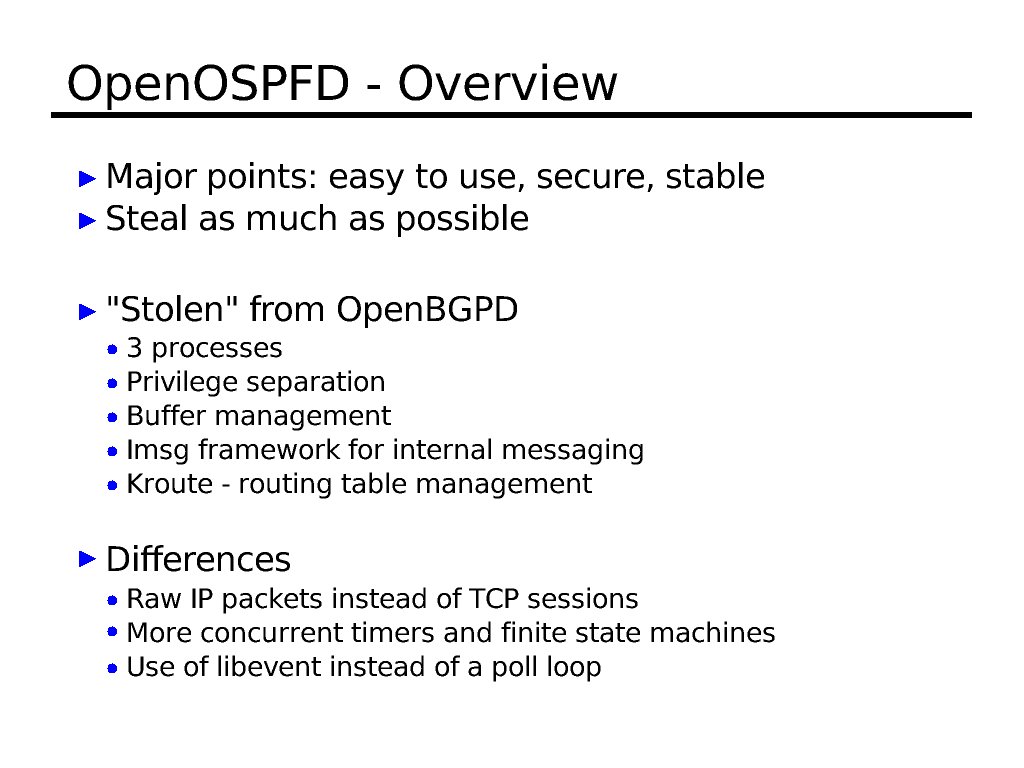 OpenOSPFD - Overview
Major points: easy to use, secure, stable
Steal as much as possible
"Stolen" from OpenBGPD
3 processes
Privilege separation
Buffer management
Imsg framework for internal messaging
Kroute - routing table management
Differences
Raw IP packets instead of TCP sessions
More concurrent timers and finite state machines
Use of libevent instead of a poll loop